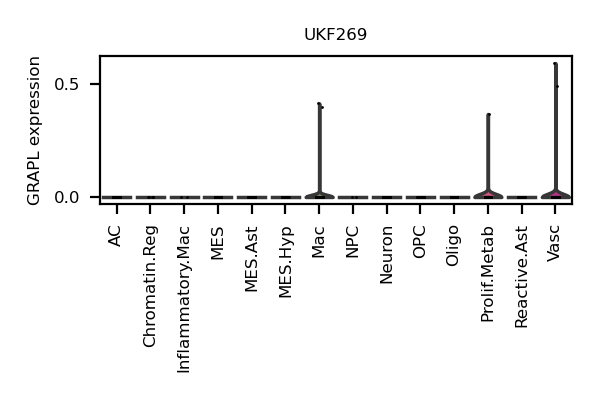 UKF269
GRAPL expression
0.5
0.0
AC
Chromatin.Reg
Inflammatory.Mac
MES
MES.Ast
MES.Hyp
Mac
NPC
Neuron
OPC
Oligo
Prolif.Metab
Reactive.Ast
Vasc